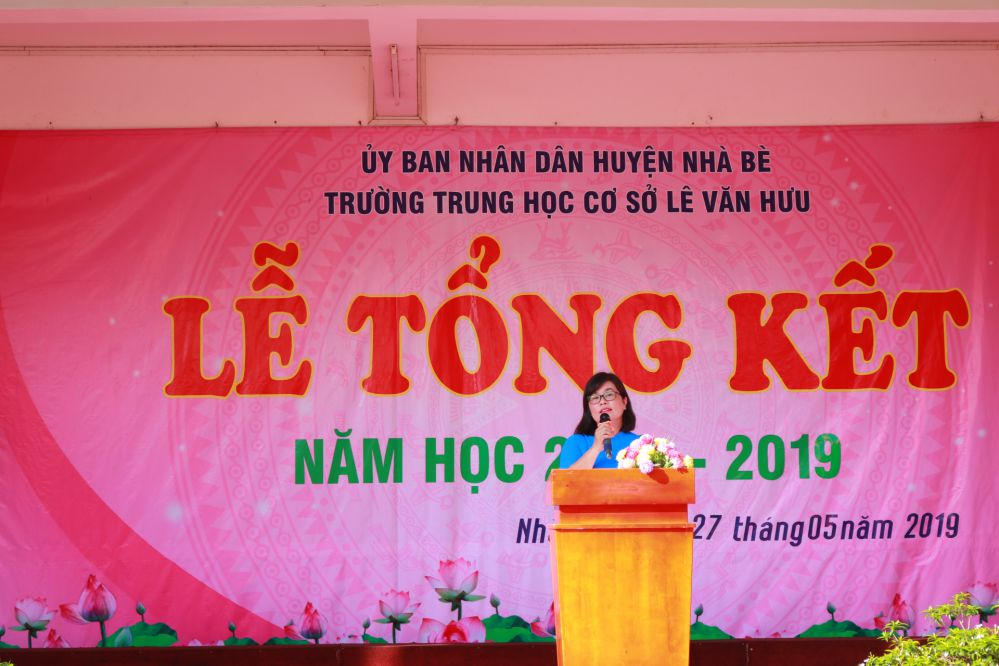 ỦY BAN NHÂN DÂN HUYỆN NHÀ BÈ
TRƯỜNG TRUNG HỌC CƠ SỞ LÊ VĂN HƯU
LỄ TỔNG KẾT
NĂM HỌC - 2019
27 tháng 05 năm 2019